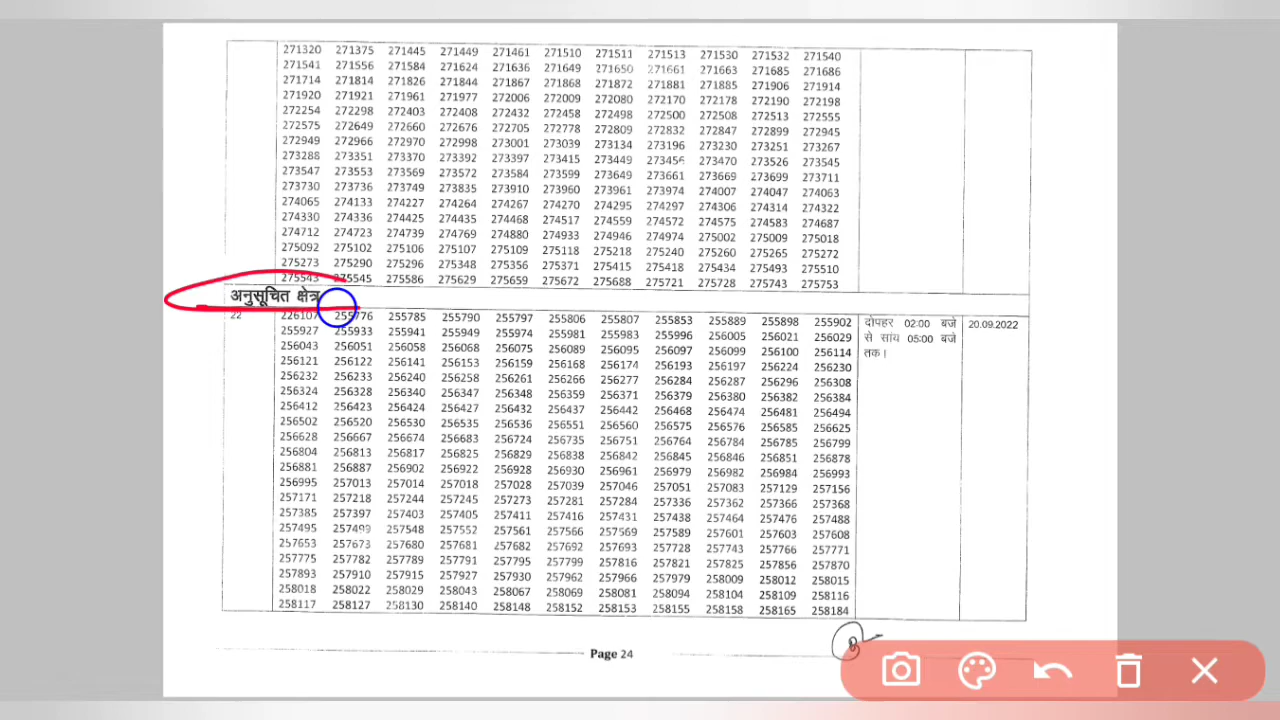 271320 271375 271445 271449 271461 271510 271511 271513 271530 271532 271540
271541 271556 271584 271624 271636 271649 271650 271661 271663 271685 271686
271714 271814 271826 271844 271867 271868 271872 271881 271885 271906 271914
271920 271921 271961 271977 272006 272009 272080 272170 272178 272190 272198
272254 272298 272403 272408 272432 272458 272498 272500 272508 272513 272555
272575 272649 272660 272676 272705 272778 272809 272832 272847 272899 272945
272949 272966 272970 272998 273001 273039 273134 273196 273230 273251 273267
273288 273351 273370 273392 273397 273415 273449 273456 273470 273526 273545
273547 273553 273569 273572 273584 273599 273649 273661 273669 273699 273711
273730 273736 273749 273835 273910 273960 273961 273974 274007 274047 274063
274065 274133 274227 274264 274267 274270 274295 274297 274306 274314 274322
274330 274336 274425 274435 274468 274517 274559 274572 274575 274583 274687
274712 274723 274739 274769 274880 274933 274946 274974 275002 275009 275018
275092 275102 275106 275107 275109 275118 275218 275240 275260 275265 275272
275273 275290 275296 275348 275356 275371 275415 275418 275434 275493 275510
275543 275545 275586 275629 275659 275672 275688 275721 275728 275743 275753
अनुसूचित क्षेत्र
22 226107 255776 255785 255790 255797 255806 255807 255853 255889 255898 255902 दोपहर 02:00 बजे 20.09.2022
255927 255933 255941 255949 255974 255981 255983 255996 256005 256021 256029 से सांय 05:00 बजे
256043 256051 256058 256068 256075 256089 256095 256097 256099 256100 256114 तक।
256121 256122 256141 256153 256159 256168 256174 256193 256197 256224 256230
256232 256233 256240 256258 256261 256266 256277 256284 256287 256296 256308
256324 256328 256340 256347 256348 256359 256371 256379 256380 256382 256384
256412 256423 256424 256427 256432 256437 256442 256468 256474 256481 256494
256502 256520 256530 256535 256536 256551 256560 256575 256576 256585 256625
256628 256667 256674 256683 256724 256735 256751 256764 256784 256785 256799
256804 256813 256817 256825 256829 256838 256842 256845 256846 256851 256878
256881 256887 256902 256922 256928 256930 256961 256979 256982 256984 256993
256995 257013 257014 257018 257028 257039 257046 257051 257083 257129 257156
257171 257218 257244 257245 257273 257281 257284 257336 257362 257366 257368
257385 257397 257403 257405 257411 257416 257431 257438 257464 257476 257488
257495 257499 257548 257552 257561 257566 257569 257589 257601 257603 257608
257653 257673 257680 257681 257682 257692 257693 257728 257743 257766 257771
257775 257782 257789 257791 257795 257799 257816 257821 257825 257856 257870
257893 257910 257915 257927 257930 257962 257966 257979 258009 258012 258015
258018 258022 258029 258043 258067 258069 258081 258094 258104 258109 258116
258117 258127 258130 258140 258148 258152 258153 258155 258158 258165 258184
Page 24